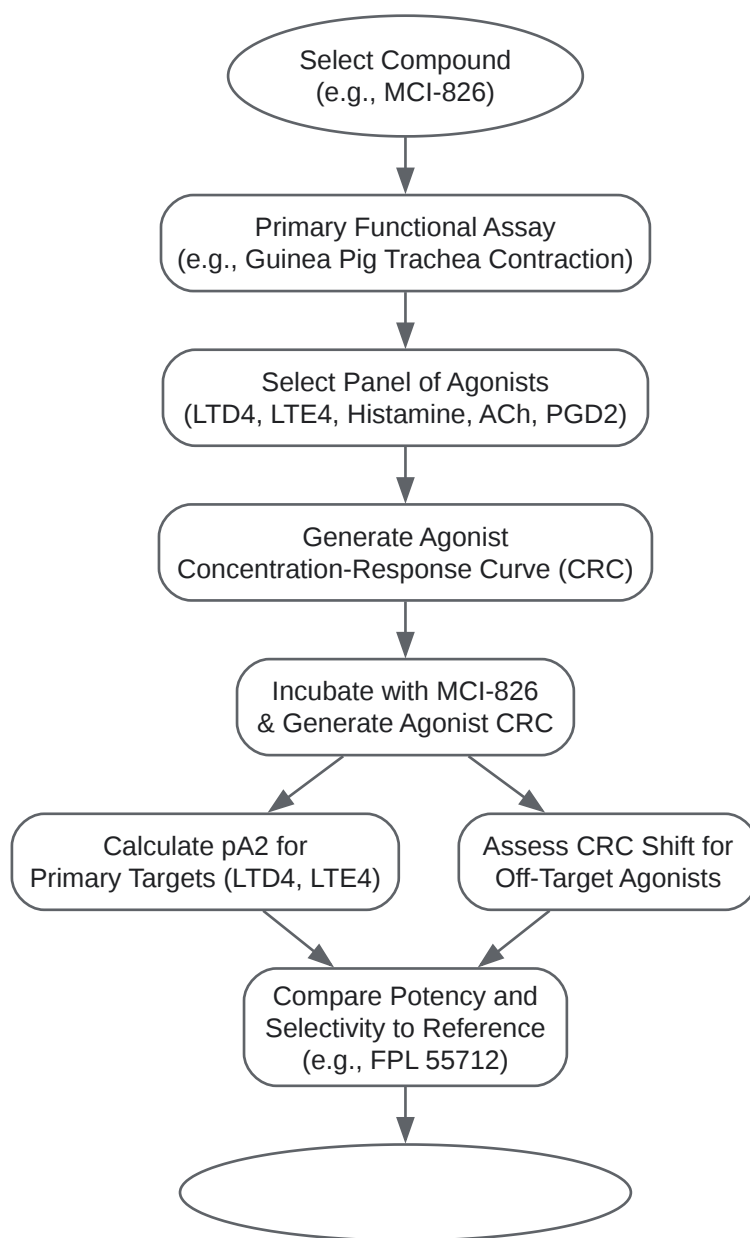 Select Compound
(e.g., MCI-826)
Primary Functional Assay
(e.g., Guinea Pig Trachea Contraction)
Select Panel of Agonists
(LTD4, LTE4, Histamine, ACh, PGD2)
Generate Agonist
Concentration-Response Curve (CRC)
Incubate with MCI-826
& Generate Agonist CRC
Calculate pA2 for
Primary Targets (LTD4, LTE4)
Assess CRC Shift for
Off-Target Agonists
Compare Potency and
Selectivity to Reference
(e.g., FPL 55712)